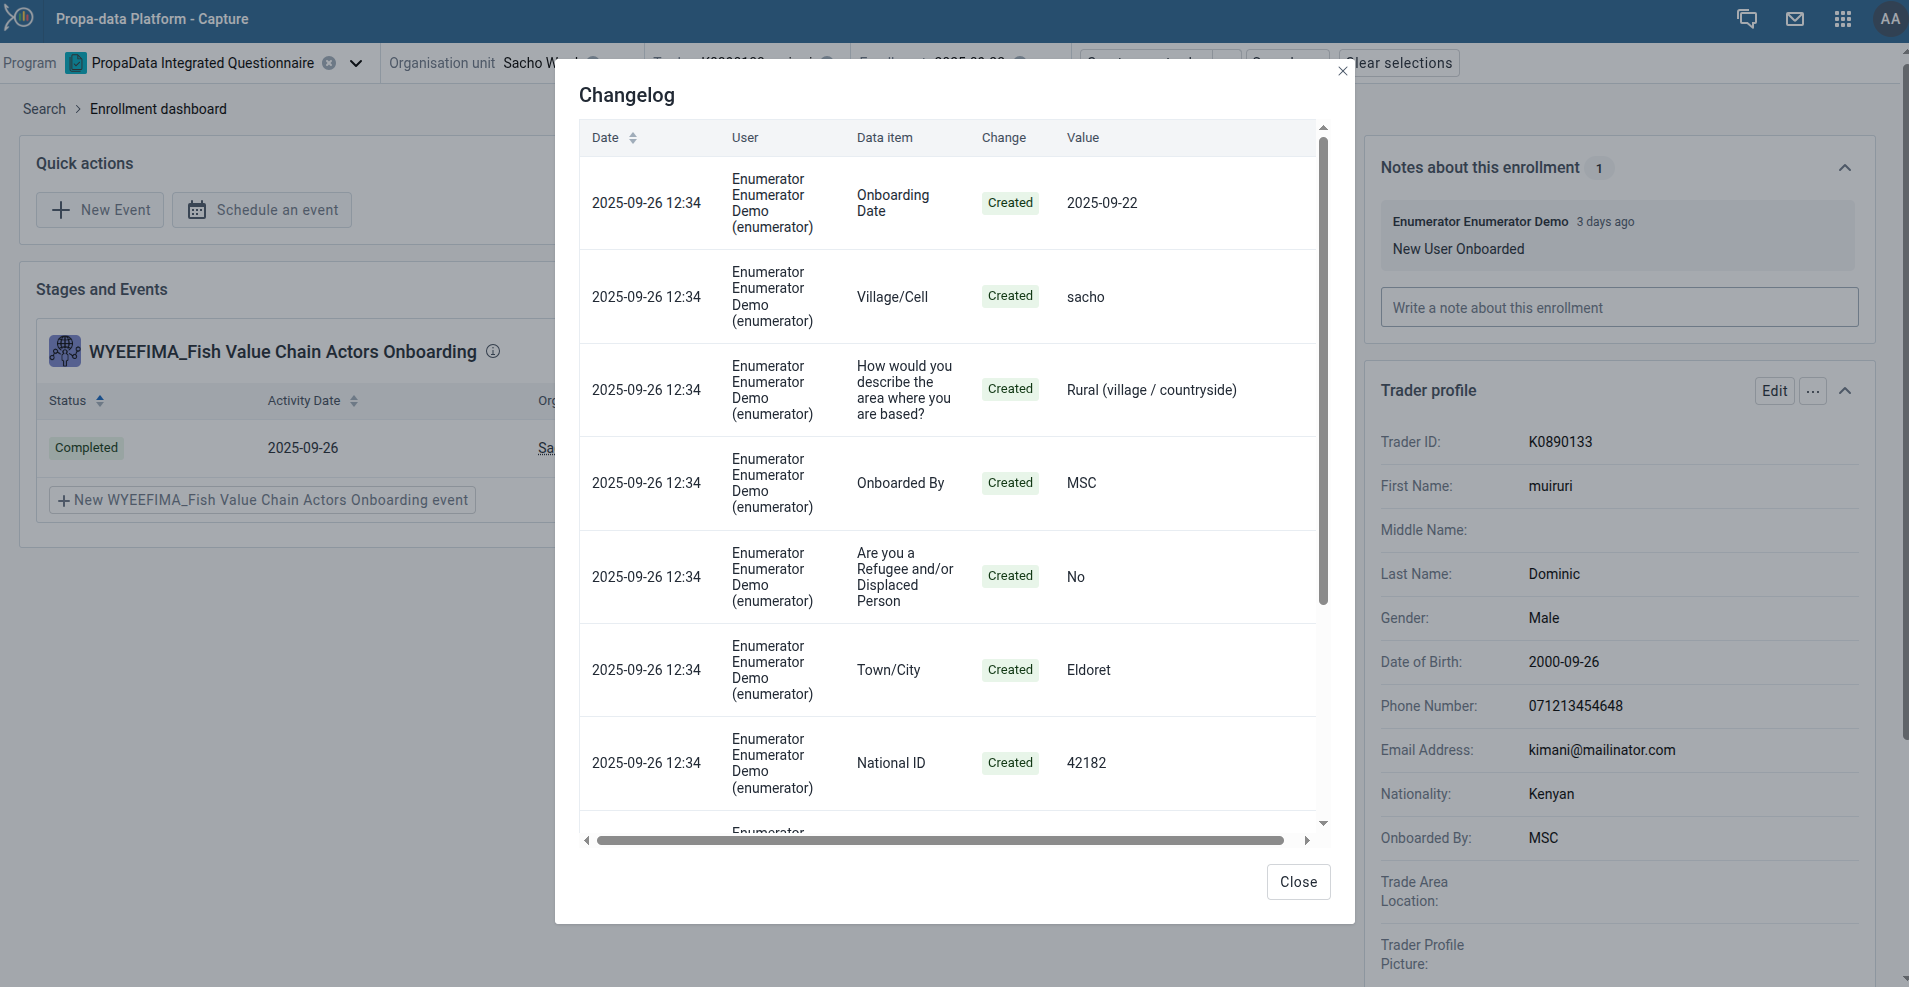 Propa-data Platform - Capture
AA
Program PropaData Integrated Questionnaire
Organisation unit Sacho
Clear selections
Search > Enrollment dashboard
Quick actions
New Event
Schedule an event
Stages and Events
WYEEFIMA_Fish Value Chain Actors Onboarding
Status Activity Date
Completed 2025-09-26
New WYEEFIMA_Fish Value Chain Actors Onboarding event
Changelog
Date User Data item Change Value
2025-09-26 12:34
Enumerator
Enumerator
Demo
(enumerator)
Onboarding
Date
Created
2025-09-22
2025-09-26 12:34
Enumerator
Enumerator
Demo
(enumerator)
Village/Cell
Created
sacho
2025-09-26 12:34
Enumerator
Enumerator
Demo
(enumerator)
How would you
describe the
area where you
are based?
Created
Rural (village / countryside)
2025-09-26 12:34
Enumerator
Enumerator
Demo
(enumerator)
Onboarded By
Created
MSC
2025-09-26 12:34
Enumerator
Enumerator
Demo
(enumerator)
Are you a
Refugee and/or
Displaced
Person
Created
No
2025-09-26 12:34
Enumerator
Enumerator
Demo
(enumerator)
Town/City
Created
Eldoret
2025-09-26 12:34
Enumerator
Enumerator
Demo
(enumerator)
National ID
Created
42182
Enumerator
Close
Notes about this enrollment 1
Enumerator Enumerator Demo 3 days ago
New User Onboarded
Write a note about this enrollment
Trader profile
Edit
...
Trader ID: K0890133
First Name: muiruri
Middle Name:
Last Name: Dominic
Gender: Male
Date of Birth: 2000-09-26
Phone Number: 071213454648
Email Address: kimani@mailinator.com
Nationality: Kenyan
Onboarded By: MSC
Trade Area
Location:
Trader Profile
Picture: